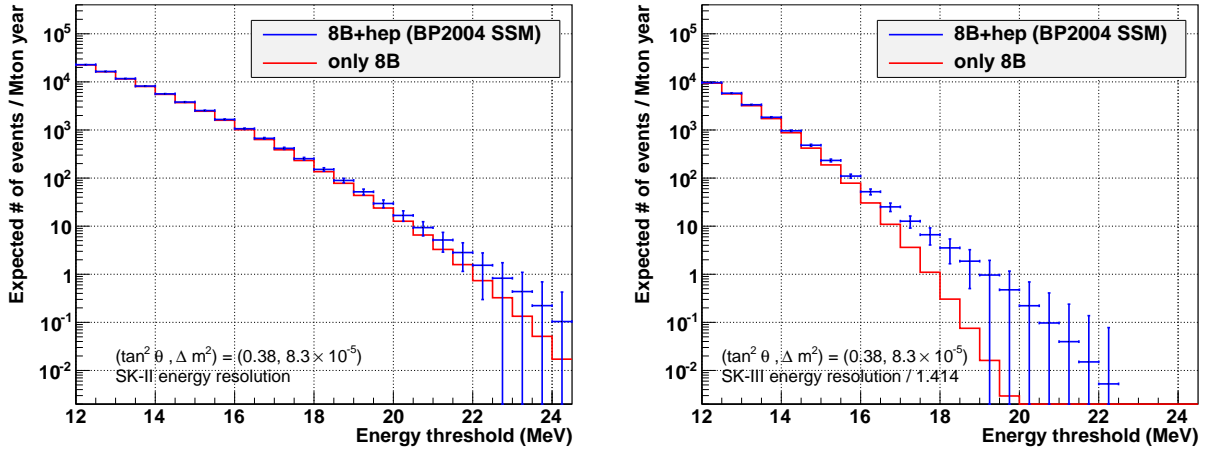 Expected # of events / Mton year
10^5
10^4
10^3
10^2
10
1
10^-1
10^-2
8B+hep (BP2004 SSM)
only 8B
(tan^2 θ , Δ m^2) = (0.38, 8.3 × 10^-5)
SK-II energy resolution
12 14 16 18 20 22 24
Energy threshold (MeV)
Expected # of events / Mton year
10^5
10^4
10^3
10^2
10
1
10^-1
10^-2
8B+hep (BP2004 SSM)
only 8B
(tan^2 θ , Δ m^2) = (0.38, 8.3 × 10^-5)
SK-III energy resolution / 1.414
12 14 16 18 20 22 24
Energy threshold (MeV)